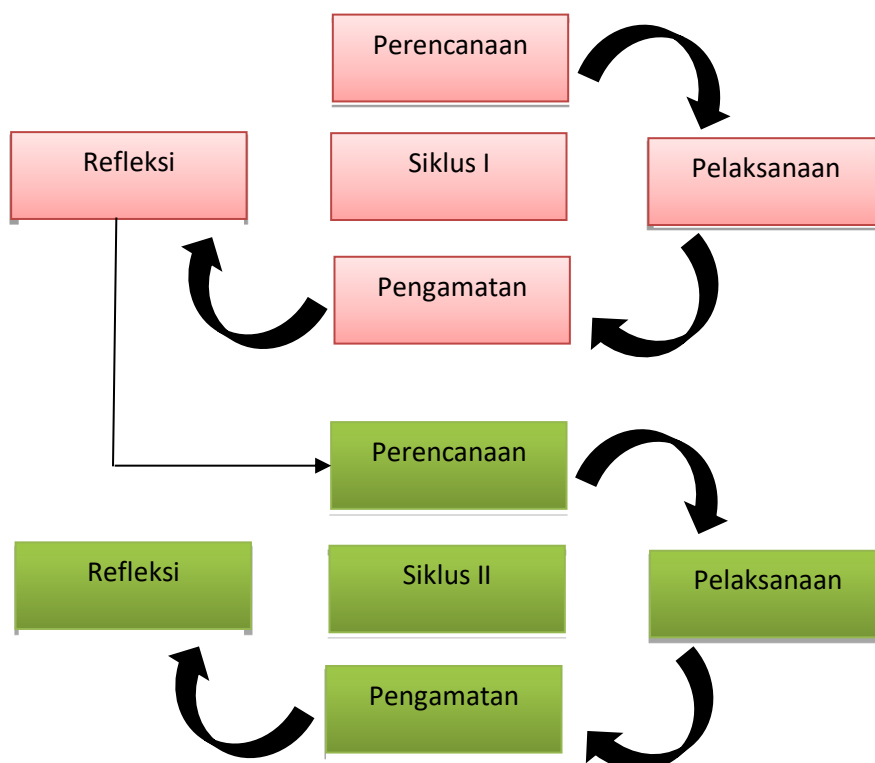 Perencanaan
Refleksi
Siklus I
Pelaksanaan
Pengamatan
Perencanaan
Refleksi
Siklus II
Pelaksanaan
Pengamatan